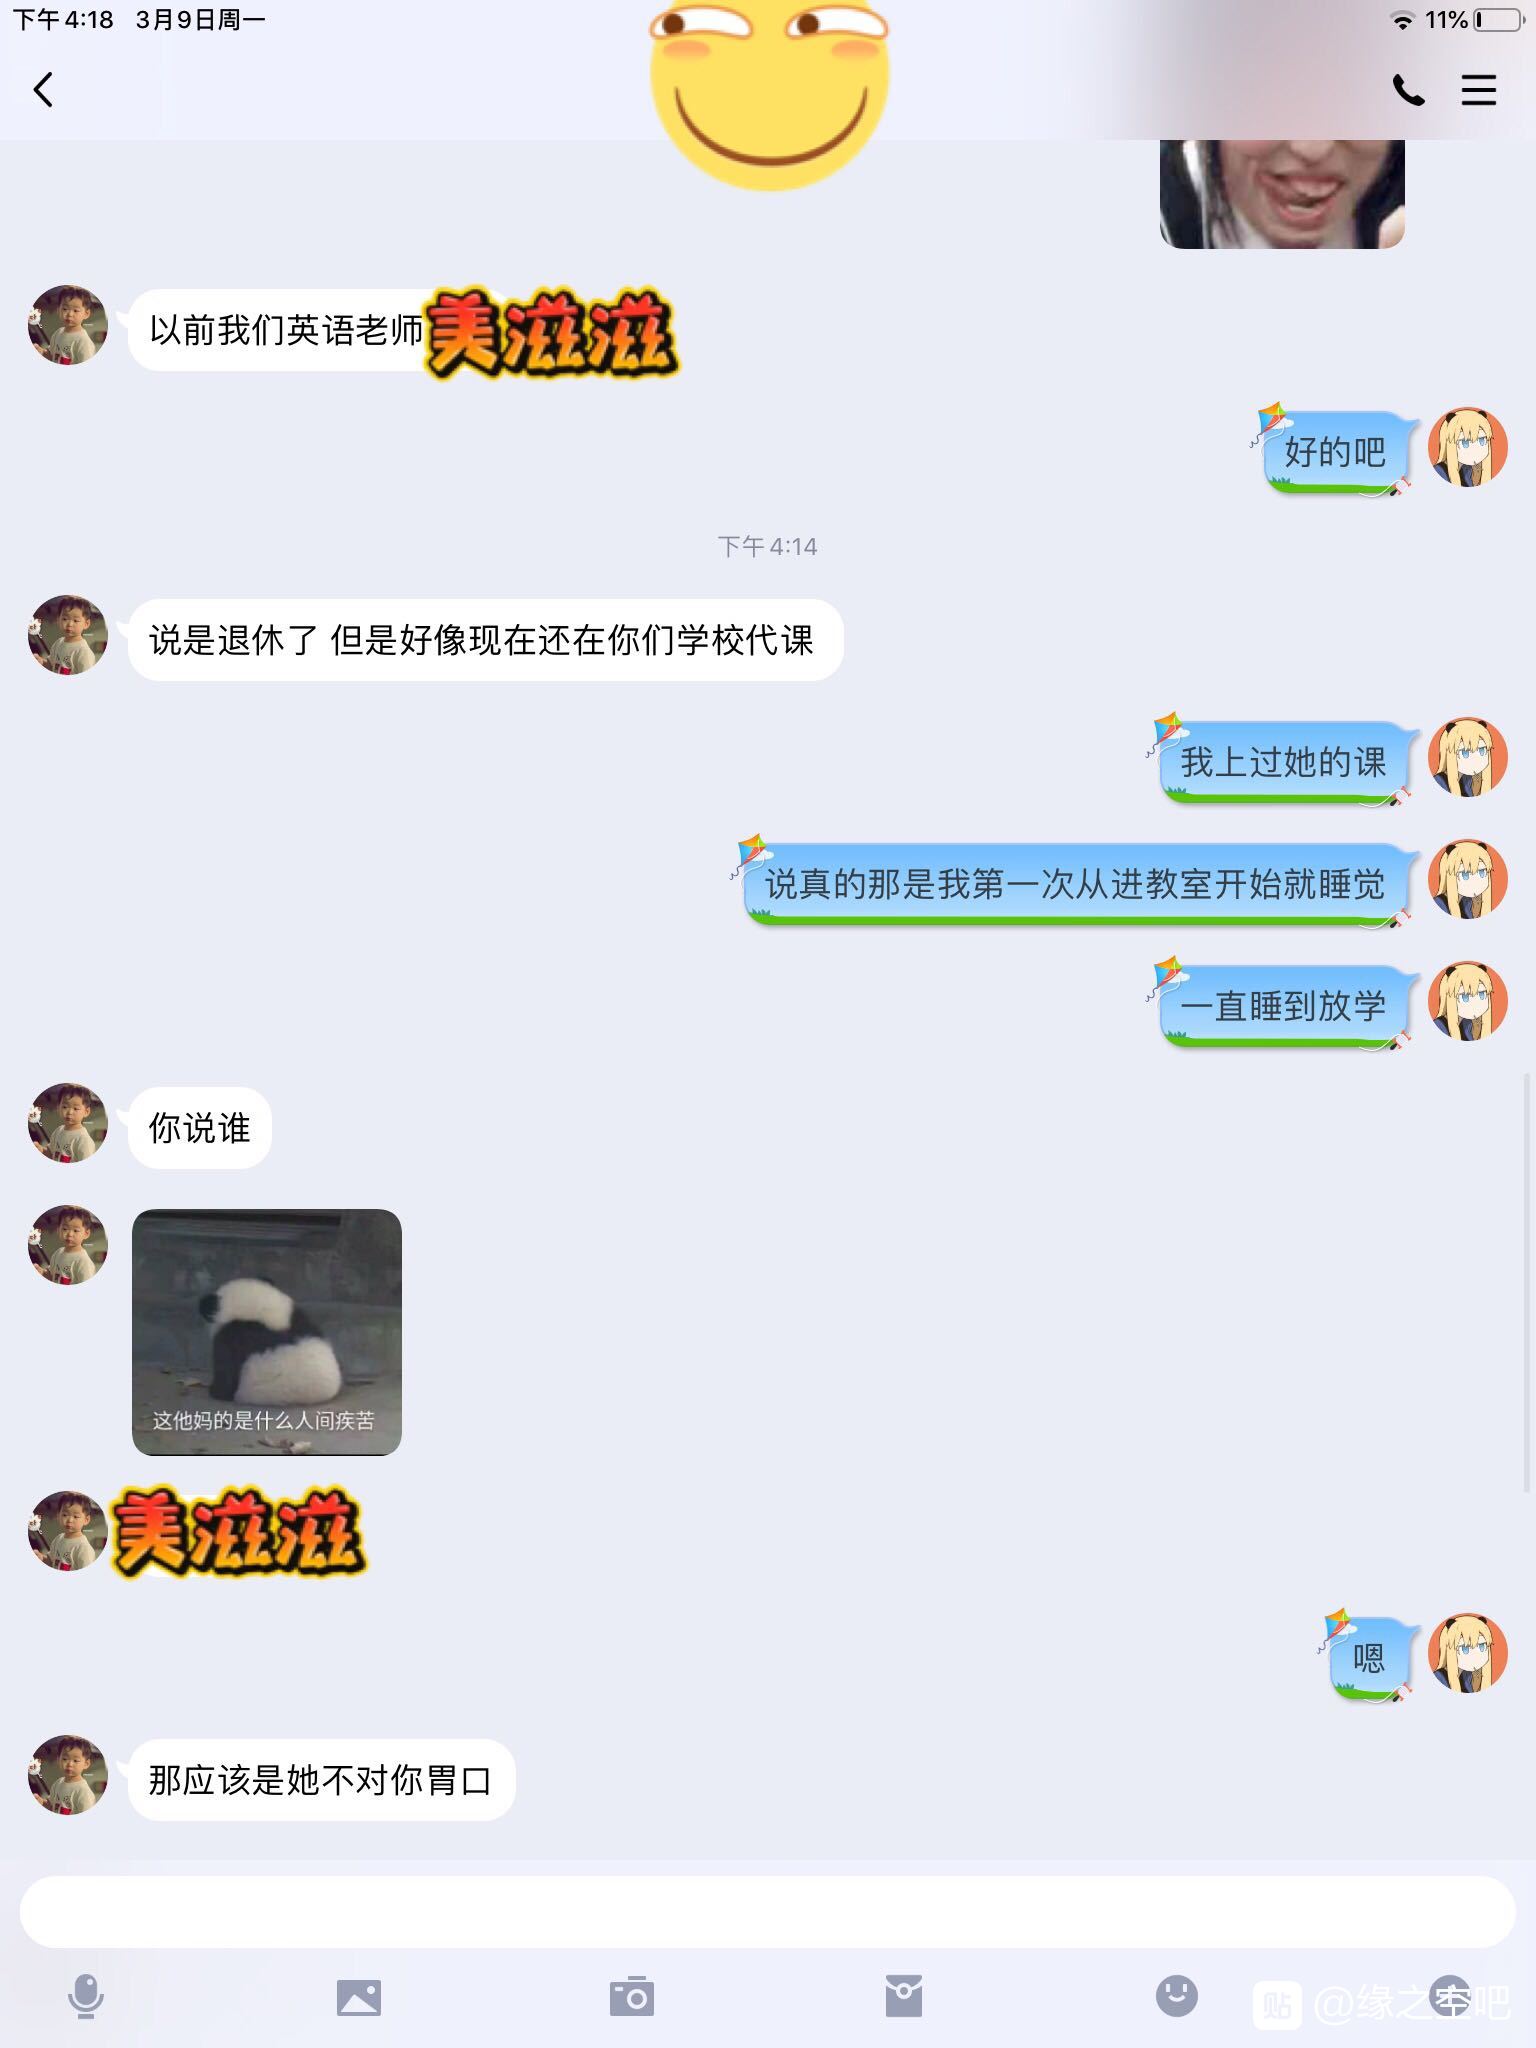 下午4:18 3月9日周一
11%
以前我们英语老师美滋滋
好的吧
下午4:14
说是退休了 但是好像现在还在你们学校代课
我上过她的课
说真的那是我第一次从进教室开始就睡觉
一直睡到放学
你说谁
这他妈的是什么人间疾苦
美滋滋
嗯
那应该是她不对你胃口
贴 @缘之空吧